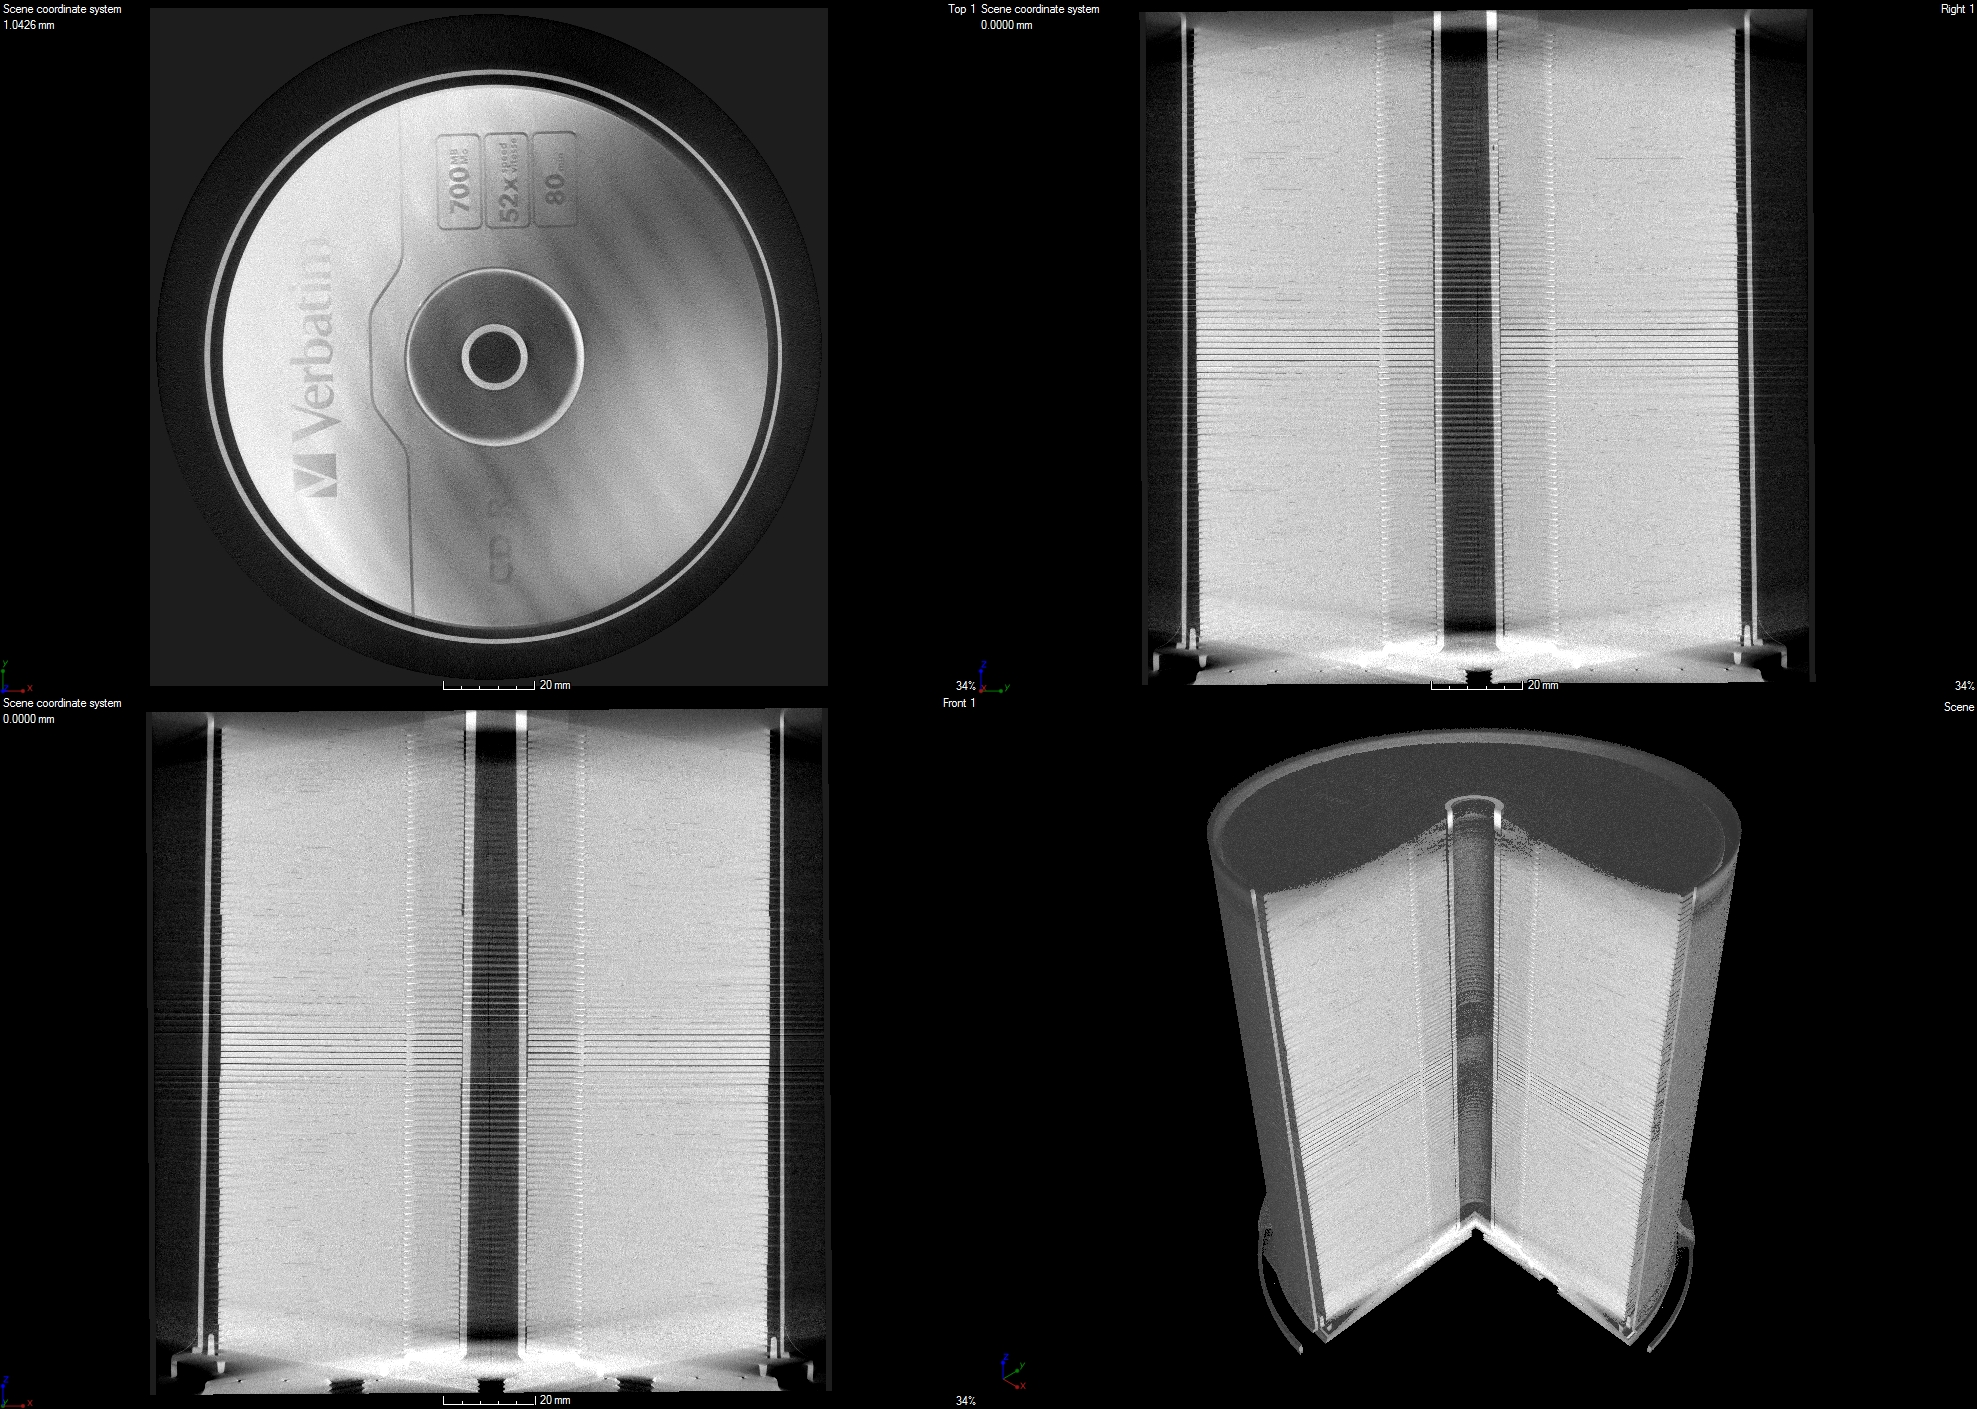 Scene coordinate system
1.0426 mm
Top 1
Scene coordinate system
0.0000 mm
Right 1
700 MB
Mo
52x speed
vitesse
80 min
Verbatim
CD-R
Y
X
20 mm
34%
Z
Y
20 mm
34%
Scene coordinate system
0.0000 mm
Front 1
Scene
Z
X
20 mm
34%
Z
Y
X